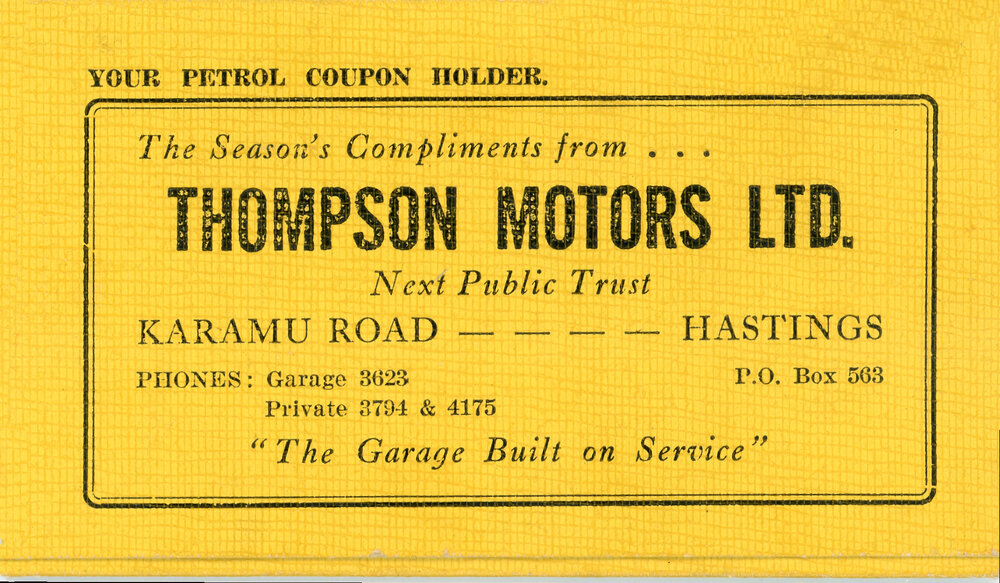 YOUR PETROL COUPON HOLDER.
The Season's Compliments from . . .
THOMPSON MOTORS LTD.
Next Public Trust
KARAMU ROAD — — — — HASTINGS
PHONES: Garage 3623 P.O. Box 563
Private 3794 & 4175
"The Garage Built on Service"